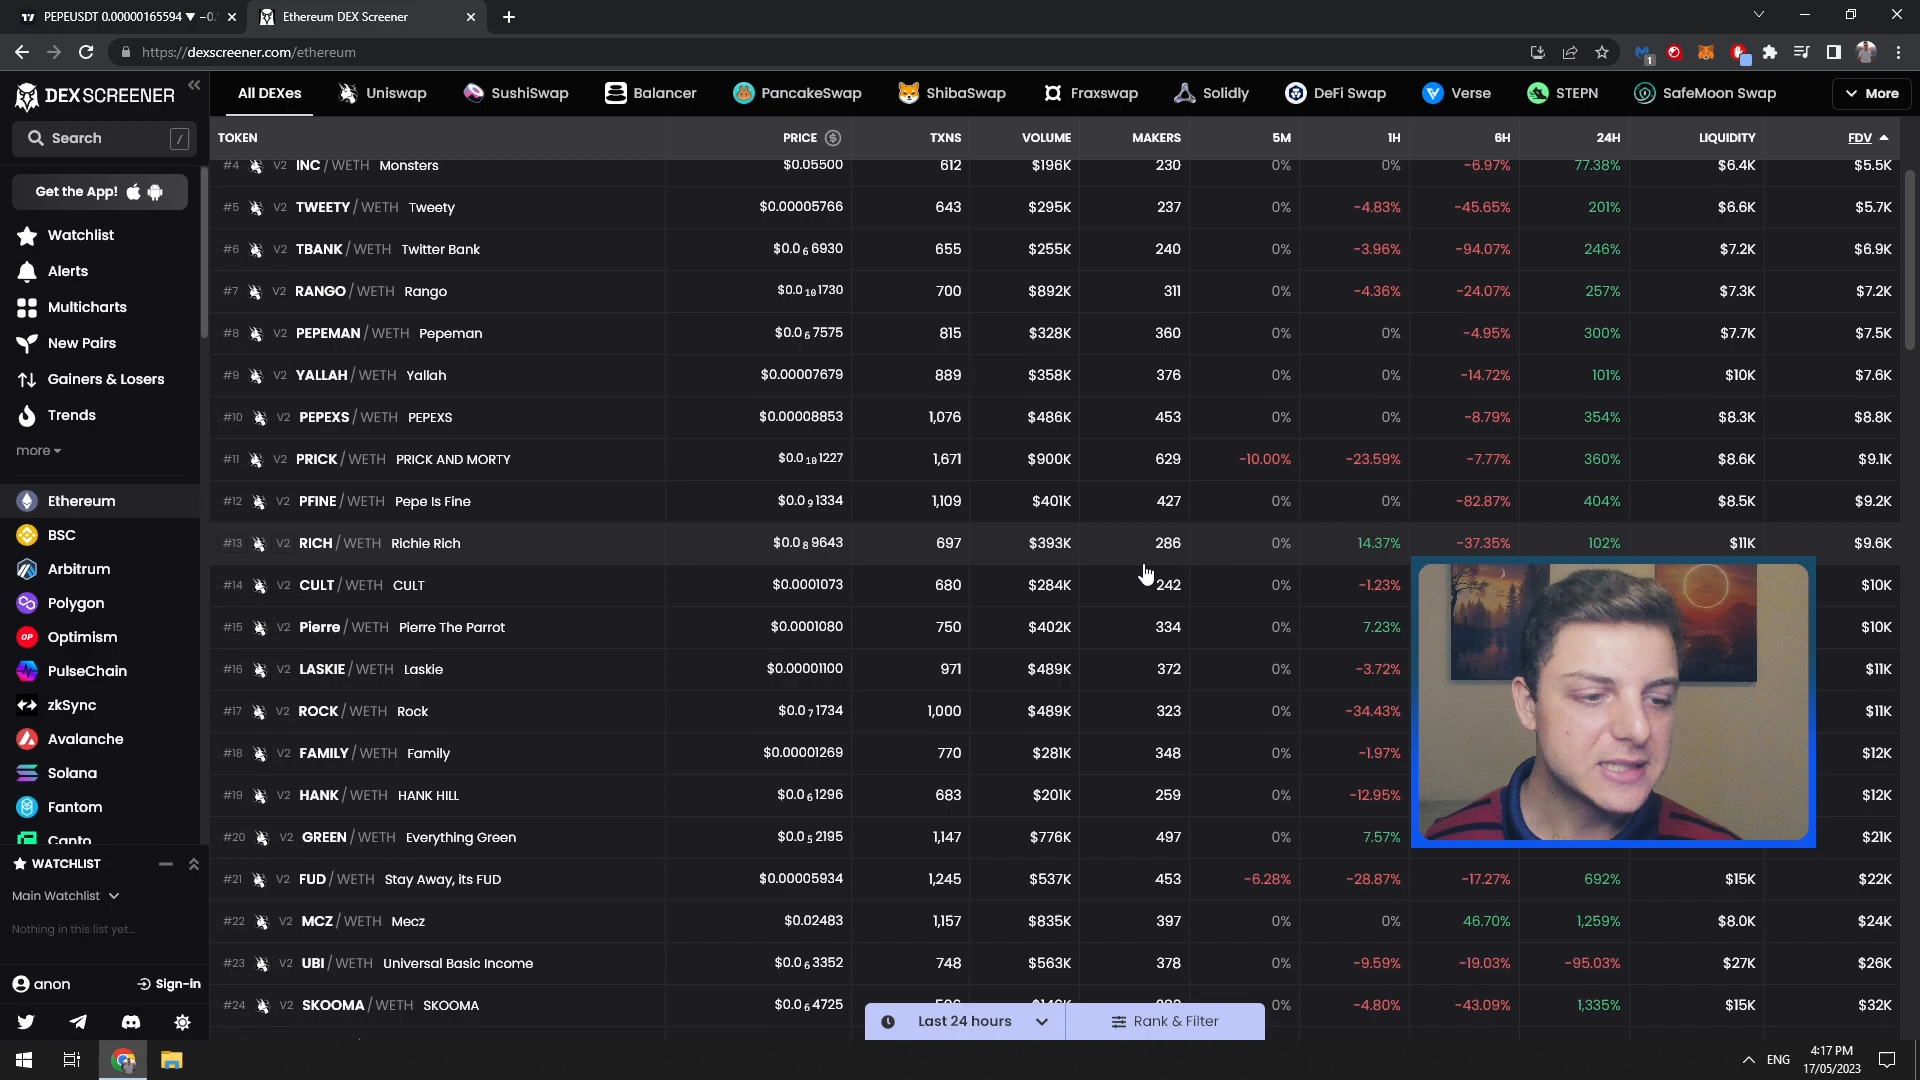 PEPEUSDT 0.00000165594 ▼ −0.
Ethereum DEX Screener
https://dexscreener.com/ethereum
DEX SCREENER
Search /
Get the App!
Watchlist
Alerts
Multicharts
New Pairs
Gainers & Losers
Trends
more
Ethereum
BSC
Arbitrum
Polygon
Optimism
PulseChain
zkSync
Avalanche
Solana
Fantom
Canto
WATCHLIST
Main Watchlist
Nothing in this list yet...
anon Sign-in
All DEXes Uniswap SushiSwap Balancer PancakeSwap ShibaSwap Fraxswap Solidly DeFi Swap Verse STEPN SafeMoon Swap More
TOKEN PRICE TXNS VOLUME MAKERS 5M 1H 6H 24H LIQUIDITY FDV
#4 V2 INC / WETH Monsters $0.05500 612 $196K 230 0% 0% -6.97% 77.38% $6.4K $5.5K
#5 V2 TWEETY / WETH Tweety $0.00005766 643 $295K 237 0% -4.83% -45.65% 201% $6.6K $5.7K
#6 V2 TBANK / WETH Twitter Bank $0.0₆6930 655 $255K 240 0% -3.96% -94.07% 246% $7.2K $6.9K
#7 V2 RANGO / WETH Rango $0.0₁₀1730 700 $892K 311 0% -4.36% -24.07% 257% $7.3K $7.2K
#8 V2 PEPEMAN / WETH Pepeman $0.0₆7575 815 $328K 360 0% 0% -4.95% 300% $7.7K $7.5K
#9 V2 YALLAH / WETH Yallah $0.00007679 889 $358K 376 0% 0% -14.72% 101% $10K $7.6K
#10 V2 PEPEXS / WETH PEPEXS $0.00008853 1,076 $486K 453 0% 0% -8.79% 354% $8.3K $8.8K
#11 V2 PRICK / WETH PRICK AND MORTY $0.0₁₀1227 1,671 $900K 629 -10.00% -23.59% -7.77% 360% $8.6K $9.1K
#12 V2 PFINE / WETH Pepe Is Fine $0.0₉1334 1,109 $401K 427 0% 0% -82.87% 404% $8.5K $9.2K
#13 V2 RICH / WETH Richie Rich $0.0₈9643 697 $393K 286 0% 14.37% -37.35% 102% $11K $9.6K
#14 V2 CULT / WETH CULT $0.0001073 680 $284K 242 0% -1.23% $10K
#15 V2 Pierre / WETH Pierre The Parrot $0.0001080 750 $402K 334 0% 7.23% $10K
#16 V2 LASKIE / WETH Laskie $0.00001100 971 $489K 372 0% -3.72% $11K
#17 V2 ROCK / WETH Rock $0.0₇1734 1,000 $489K 323 0% -34.43% $11K
#18 V2 FAMILY / WETH Family $0.00001269 770 $281K 348 0% -1.97% $12K
#19 V2 HANK / WETH HANK HILL $0.0₆1296 683 $201K 259 0% -12.95% $12K
#20 V2 GREEN / WETH Everything Green $0.0₅2195 1,147 $776K 497 0% 7.57% $21K
#21 V2 FUD / WETH Stay Away, its FUD $0.00005934 1,245 $537K 453 -6.28% -28.87% -17.27% 692% $15K $22K
#22 V2 MCZ / WETH Mecz $0.02483 1,157 $835K 397 0% 0% 46.70% 1,259% $8.0K $24K
#23 V2 UBI / WETH Universal Basic Income $0.0₆3352 748 $563K 378 0% -9.59% -19.03% -95.03% $27K $26K
#24 V2 SKOOMA / WETH SKOOMA $0.0₆4725 0% -4.80% -43.09% 1,335% $15K $32K
Last 24 hours Rank & Filter
ENG
4:17 PM
17/05/2023